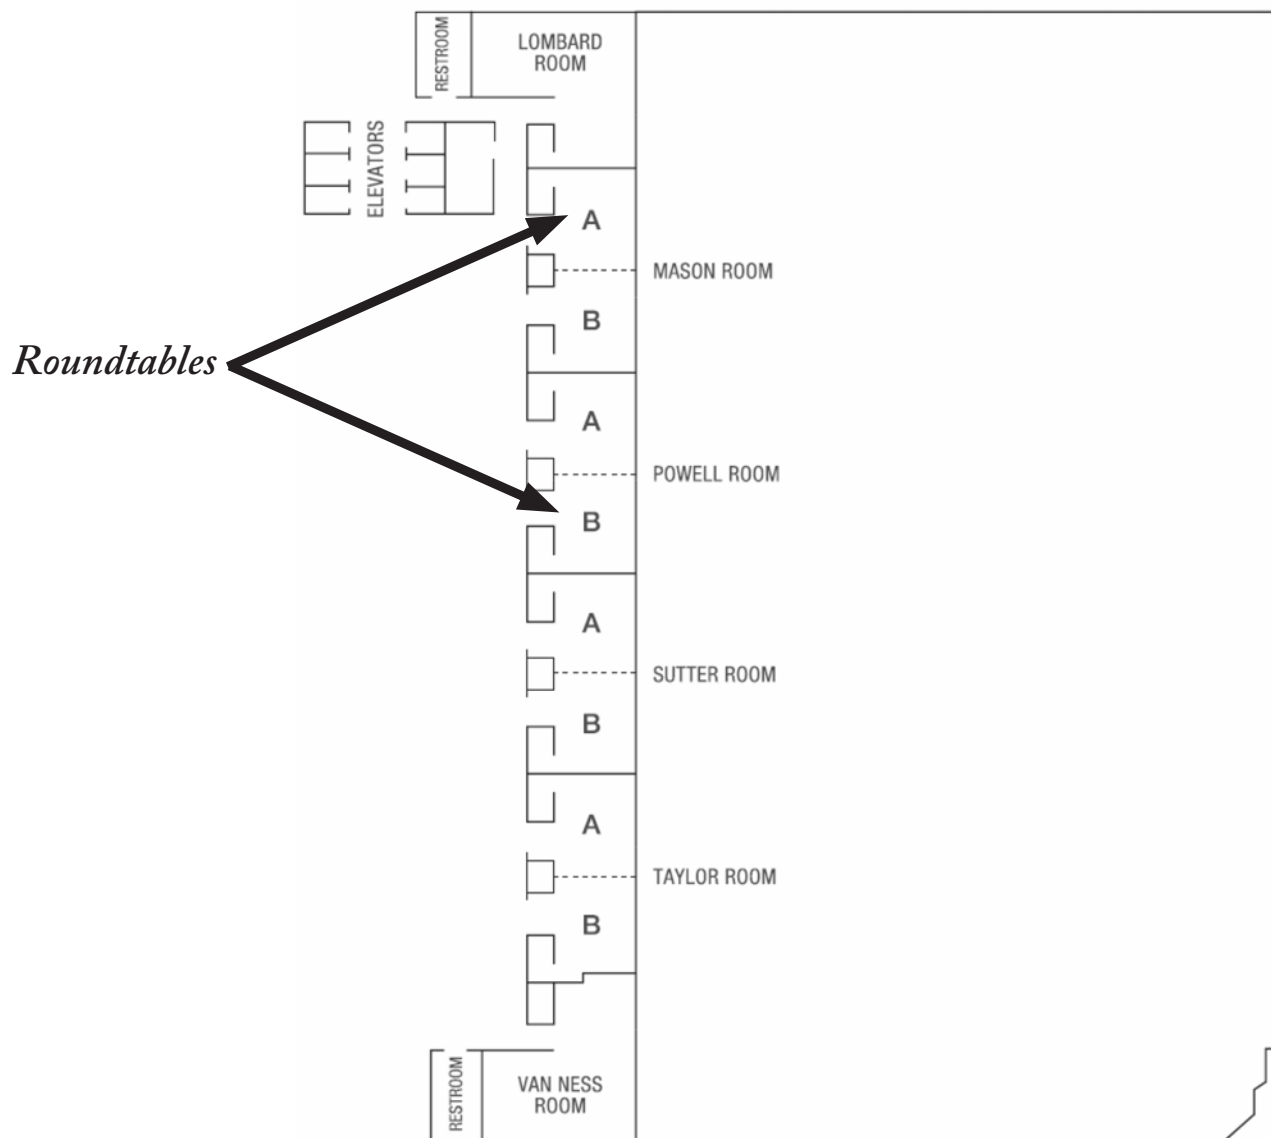 RESTROOM
LOMBARD
ROOM
ELEVATORS
A
MASON ROOM
B
Roundtables
A
POWELL ROOM
B
A
SUTTER ROOM
B
A
TAYLOR ROOM
B
RESTROOM
VAN NESS
ROOM